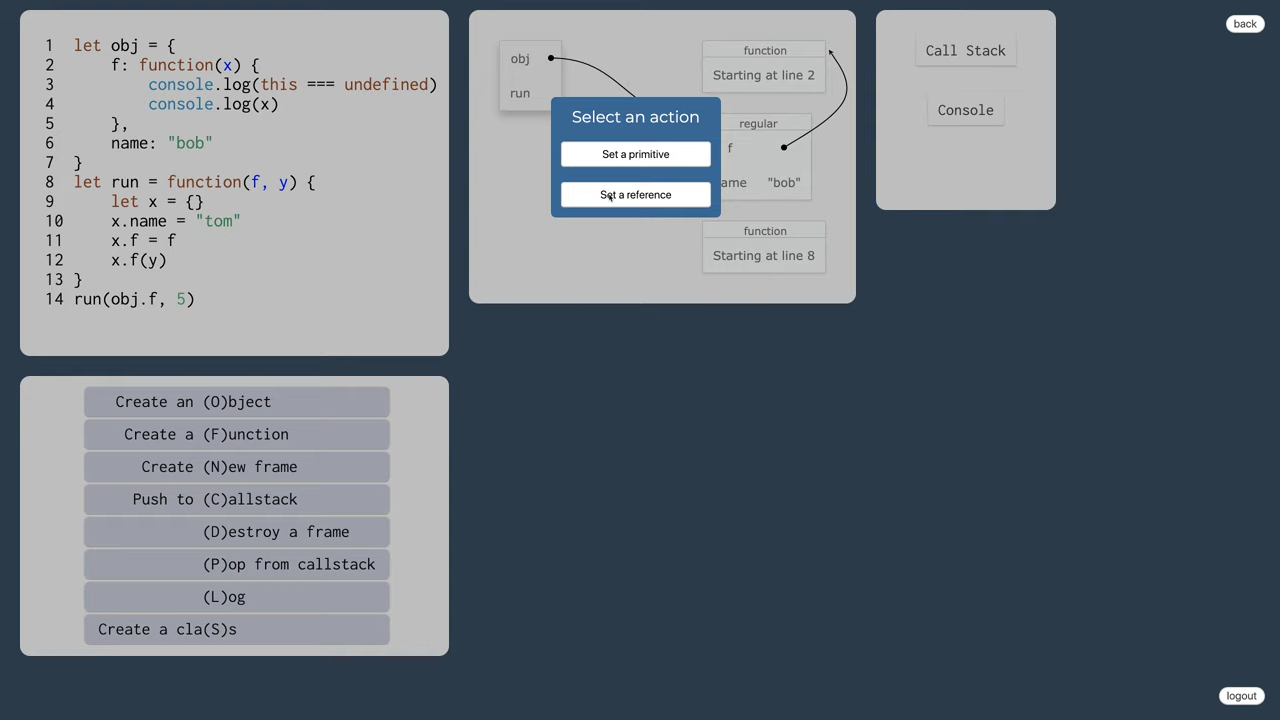 1 let obj = {
2 f: function(x) {
3 console.log(this === undefined)
4 console.log(x)
5 },
6 name: "bob"
7 }
8 let run = function(f, y) {
9 let x = {}
10 x.name = "tom"
11 x.f = f
12 x.f(y)
13 }
14 run(obj.f, 5)
Create an (O)bject
Create a (F)unction
Create (N)ew frame
Push to (C)allstack
(D)estroy a frame
(P)op from callstack
(L)og
Create a cla(S)s
obj
run
function
Starting at line 2
regular
f
ame "bob"
function
Starting at line 8
Select an action
Set a primitive
Set a reference
Call Stack
Console
back
logout